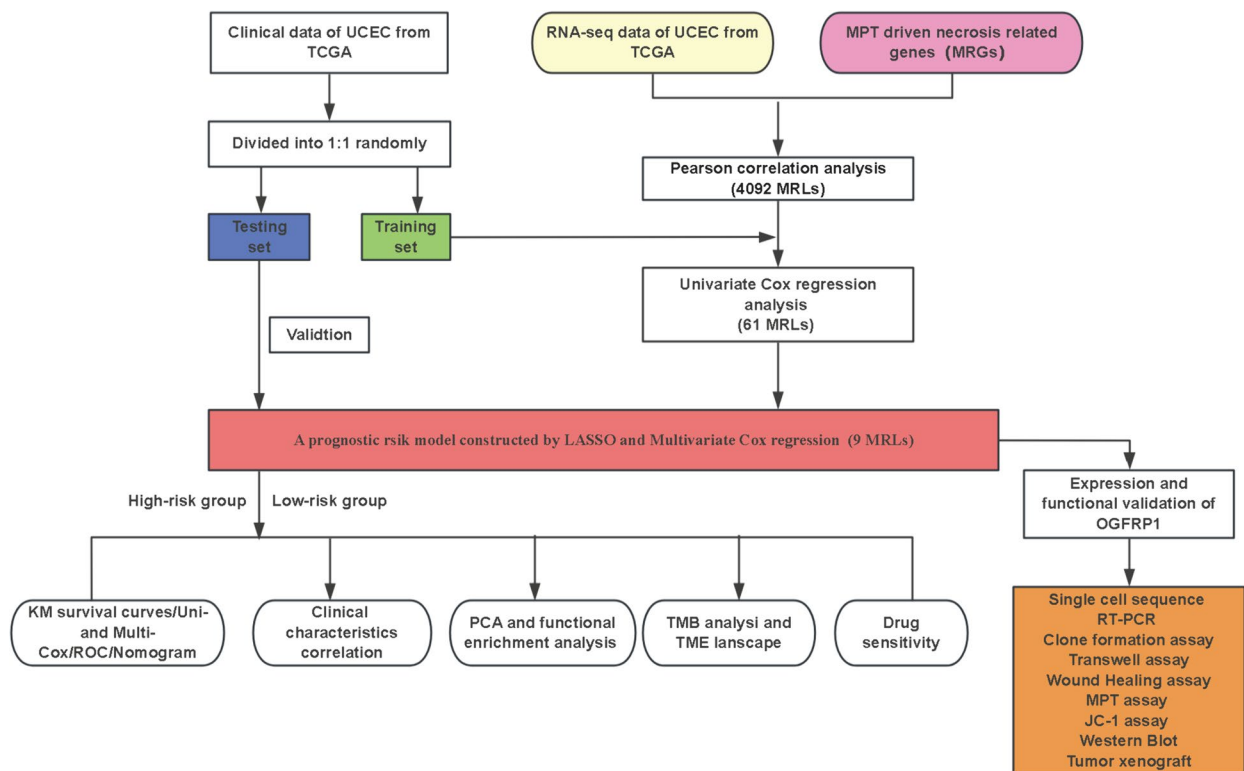 Clinical data of UCEC from
TCGA
RNA-seq data of UCEC from
TCGA
MPT driven necrosis related
genes (MRGs)
Divided into 1:1 randomly
Pearson correlation analysis
(4092 MRLs)
Testing
set
Training
set
Univariate Cox regression
analysis
(61 MRLs)
Validtion
A prognostic rsik model constructed by LASSO and Multivariate Cox regression (9 MRLs)
High-risk group
Low-risk group
Expression and
functional validation of
OGFRP1
KM survival curves/Uni-
and Multi-
Cox/ROC/Nomogram
Clinical
characteristics
correlation
PCA and functional
enrichment analysis
TMB analysi and
TME lanscape
Drug
sensitivity
Single cell sequence
RT-PCR
Clone formation assay
Transwell assay
Wound Healing assay
MPT assay
JC-1 assay
Western Blot
Tumor xenograft